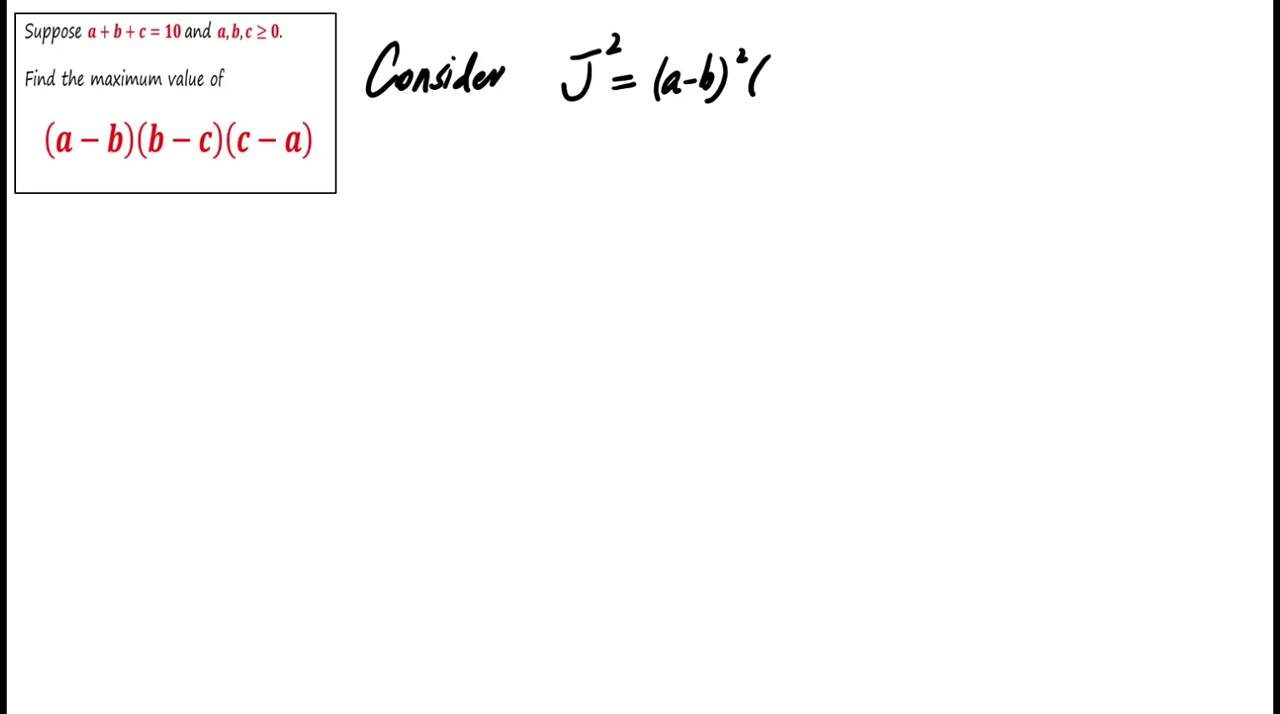 Suppose a + b + c = 10 and a, b, c ≥ 0.
Find the maximum value of
(a − b)(b − c)(c − a)
Consider J² = (a-b)² (